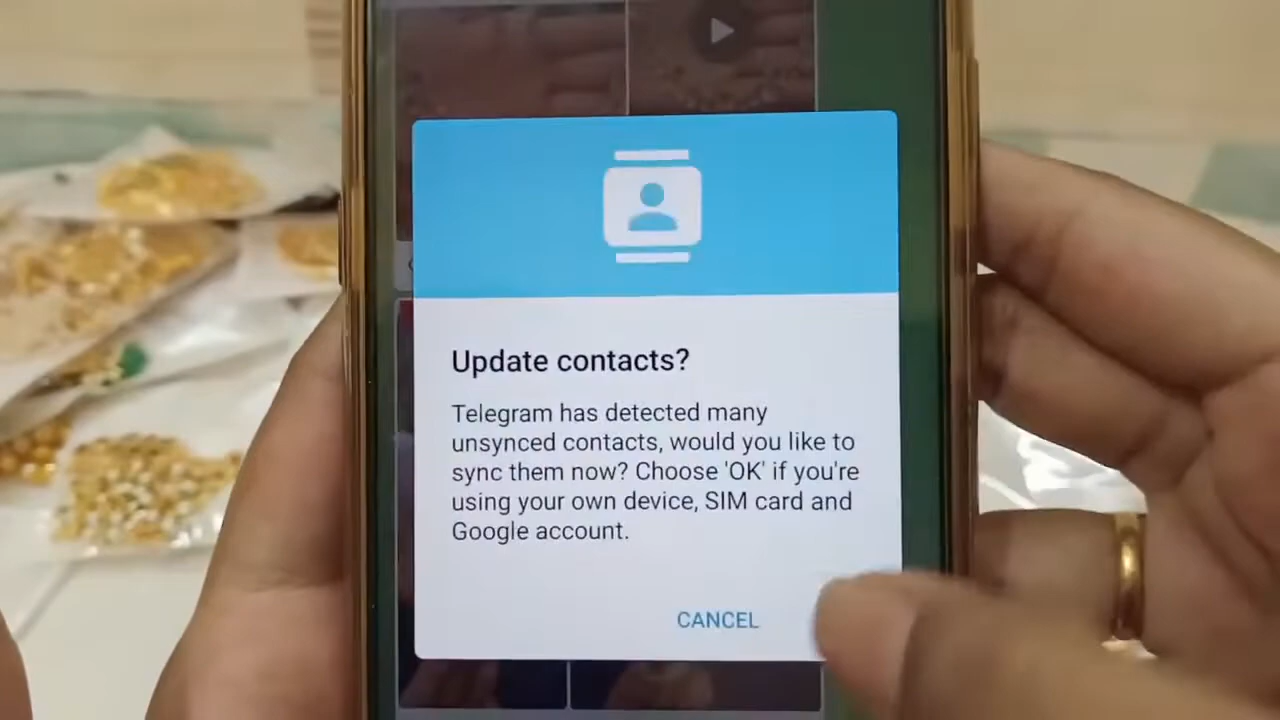 Update contacts?
Telegram has detected many
unsynced contacts, would you like to
sync them now? Choose 'OK' if you're
using your own device, SIM card and
Google account.
CANCEL